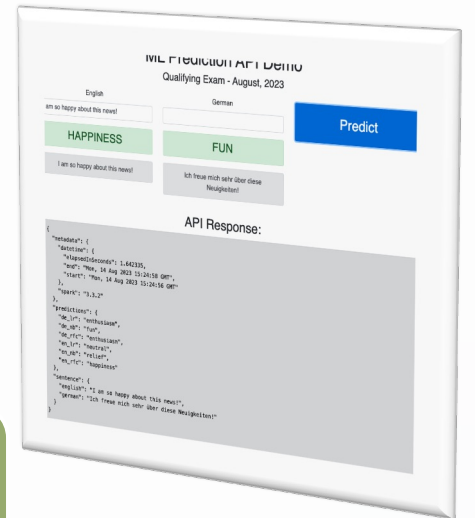 ML Prediction API Demo
Qualifying Exam - August, 2023
English
German
am so happy about this news!
Predict
HAPPINESS
FUN
I am so happy about this news!
Ich freue mich sehr über diese
Neuigkeiten!
API Response:
{
"metadata": {
"datetime": {
"elapsedInSeconds": 1.642335,
"end": "Mon, 14 Aug 2023 15:24:58 GMT",
"start": "Mon, 14 Aug 2023 15:24:56 GMT"
},
"spark": "3.3.2"
},
"predictions": {
"de_lr": "enthusiasm",
"de_nb": "fun",
"de_rfc": "enthusiasm",
"en_lr": "neutral",
"en_nb": "relief",
"en_rfc": "happiness"
},
"sentence": {
"english": "I am so happy about this news!",
"german": "Ich freue mich sehr über diese Neuigkeiten!"
}
}